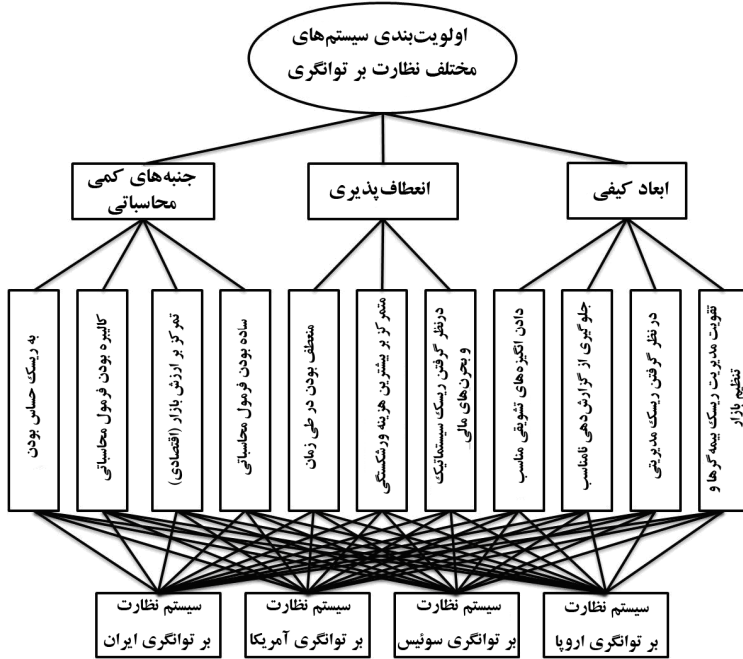 اولویت‌بندی سیستم‌های
مختلف نظارت بر توانگری
ابعاد کیفی
انعطاف‌پذیری
جنبه‌های کمی
محاسباتی
تقویت مدیریت ریسک بیمه‌گرها و
تنظیم بازار
در نظر گرفتن ریسک مدیریتی
جلوگیری از گزارش‌دهی نامناسب
دادن انگیزه‌های تشویقی مناسب
درنظر گرفتن ریسک سیستماتیک
و بحرن‌های مالی
متمرکز بر بیشترین هزینه ورشکستگی
منعطف بودن در طی زمان
ساده بودن فرمول محاسباتی
تمرکز بر ارزش بازار (اقتصادی)
کالیبره بودن فرمول محاسباتی
به ریسک حساس بودن
سیستم نظارت
بر توانگری اروپا
سیستم نظارت
بر توانگری سوئیس
سیستم نظارت
بر توانگری آمریکا
سیستم نظارت
بر توانگری ایران